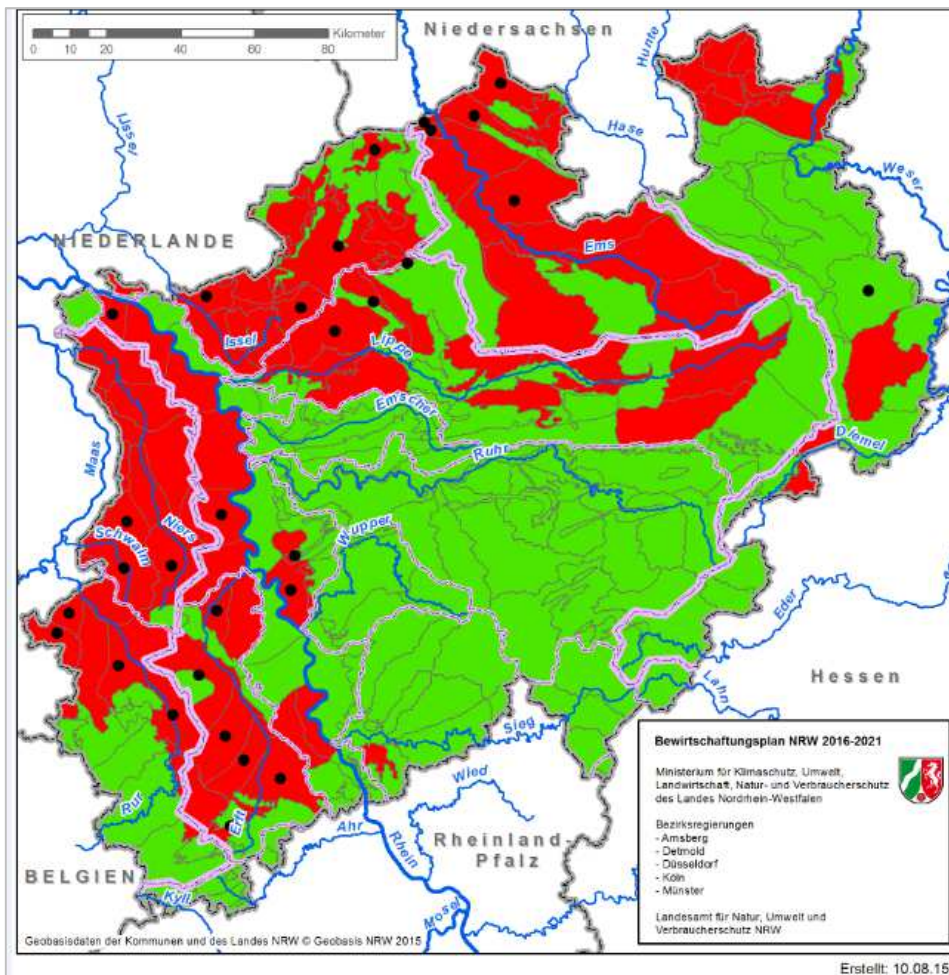 Niedersachsen
Kilometer
0 5 10 20 40 60 80
Hunte
IJssel
Hase
Weser
NIEDERLANDE
Ems
Issel
Lippe
Emscher
Diemel
Ruhr
Maas
Niers
Schwalm
Wupper
Eder
Lahn
Hessen
Sieg
Wied
Rur
Erft
Ahr
Rhein
Rheinland-
Pfalz
BELGIEN
Kyll
Mosel
Bewirtschaftungsplan NRW 2016-2021
Ministerium für Klimaschutz, Umwelt,
Landwirtschaft, Natur- und Verbraucherschutz
des Landes Nordrhein-Westfalen
Bezirksregierungen
- Arnsberg
- Detmold
- Düsseldorf
- Köln
- Münster
Landesamt für Natur, Umwelt und
Verbraucherschutz NRW
Geobasisdaten der Kommunen und des Landes NRW © Geobasis NRW 2015
Erstellt: 10.08.15